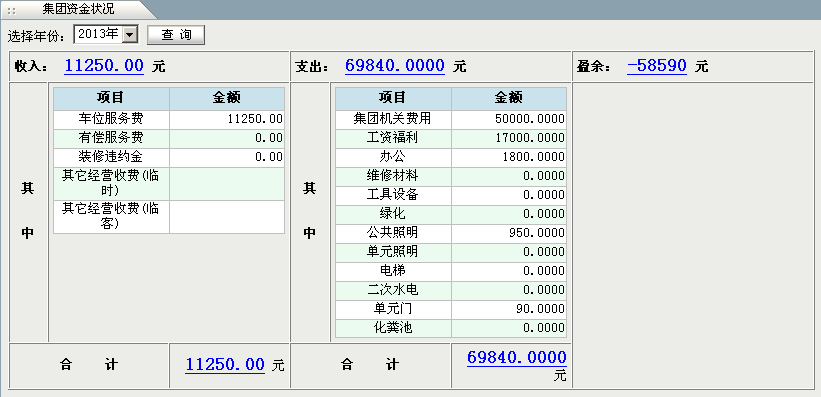 集团资金状况
选择年份: 2013年 查 询
收入: 11250.00 元 支出: 69840.0000 元 盈余: -58590 元
其
中
项目 金额
车位服务费 11250.00
有偿服务费 0.00
装修违约金 0.00
其它经营收费(临
时)
其它经营收费(临
客)
其
中
项目 金额
集团机关费用 50000.0000
工资福利 17000.0000
办公 1800.0000
维修材料 0.0000
工具设备 0.0000
绿化 0.0000
公共照明 950.0000
单元照明 0.0000
电梯 0.0000
二次水电 0.0000
单元门 90.0000
化粪池 0.0000
合 计 11250.00 元 合 计 69840.0000
元